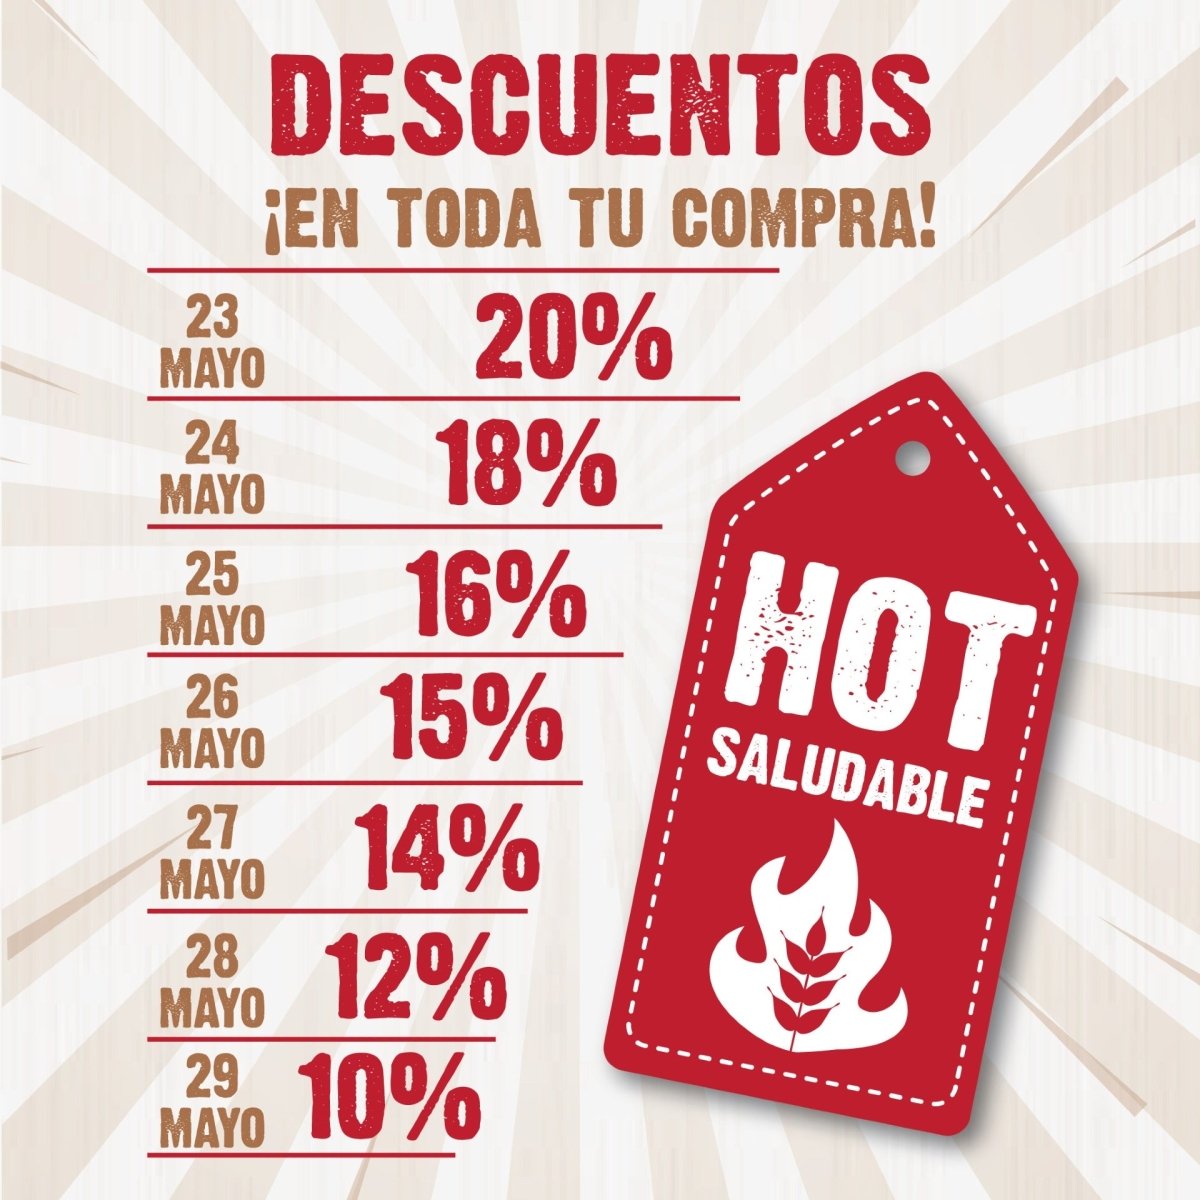 DESCUENTOS
¡EN TODA TU COMPRA!
23
MAYO
20%
24
MAYO
18%
25
MAYO
16%
26
MAYO
15%
27
MAYO
14%
28
MAYO
12%
29
MAYO
10%
HOT
SALUDABLE